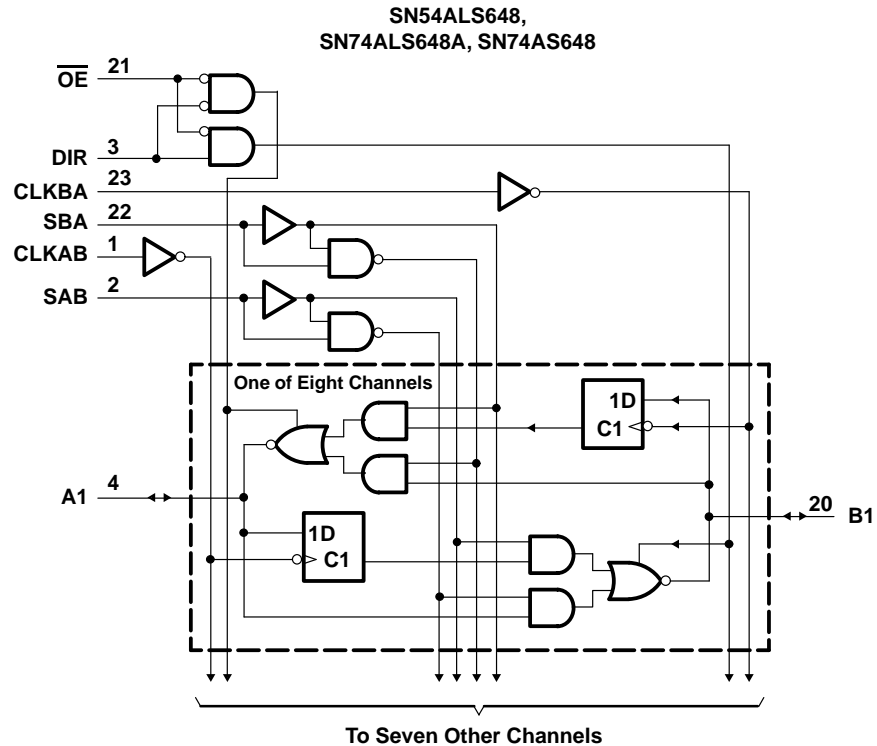 SN54ALS648,
SN74ALS648A, SN74AS648
OE 21
DIR 3
CLKBA 23
SBA 22
CLKAB 1
SAB 2
One of Eight Channels
1D
C1
A1 4
20 B1
1D
C1
To Seven Other Channels